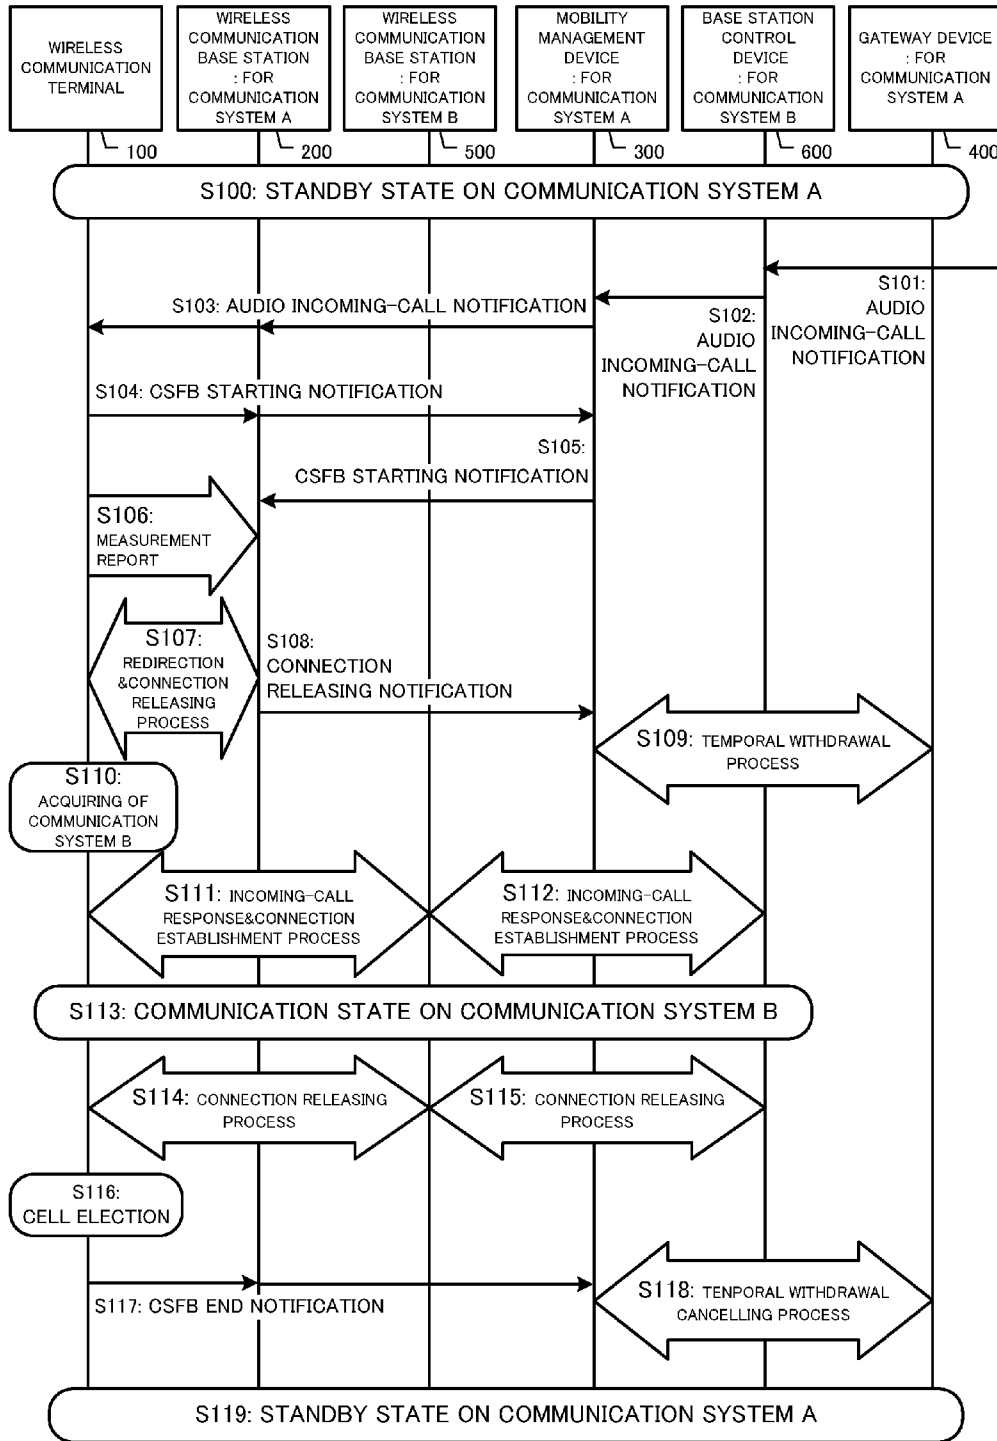 WIRELESS
COMMUNICATION
TERMINAL
100
WIRELESS
COMMUNICATION
BASE STATION
: FOR
COMMUNICATION
SYSTEM A
200
WIRELESS
COMMUNICATION
BASE STATION
: FOR
COMMUNICATION
SYSTEM B
500
MOBILITY
MANAGEMENT
DEVICE
: FOR
COMMUNICATION
SYSTEM A
300
BASE STATION
CONTROL
DEVICE
: FOR
COMMUNICATION
SYSTEM B
600
GATEWAY DEVICE
: FOR
COMMUNICATION
SYSTEM A
400
S100: STANDBY STATE ON COMMUNICATION SYSTEM A
S101:
AUDIO
INCOMING-CALL
NOTIFICATION
S102:
AUDIO
INCOMING-CALL
NOTIFICATION
S103: AUDIO INCOMING-CALL NOTIFICATION
S104: CSFB STARTING NOTIFICATION
S105:
CSFB STARTING NOTIFICATION
S106:
MEASUREMENT
REPORT
S107:
REDIRECTION
&CONNECTION
RELEASING
PROCESS
S108:
CONNECTION
RELEASING NOTIFICATION
S109: TEMPORAL WITHDRAWAL
PROCESS
S110:
ACQUIRING OF
COMMUNICATION
SYSTEM B
S111: INCOMING-CALL
RESPONSE&CONNECTION
ESTABLISHMENT PROCESS
S112: INCOMING-CALL
RESPONSE&CONNECTION
ESTABLISHMENT PROCESS
S113: COMMUNICATION STATE ON COMMUNICATION SYSTEM B
S114: CONNECTION RELEASING
PROCESS
S115: CONNECTION RELEASING
PROCESS
S116:
CELL ELECTION
S117: CSFB END NOTIFICATION
S118: TENPORAL WITHDRAWAL
CANCELLING PROCESS
S119: STANDBY STATE ON COMMUNICATION SYSTEM A